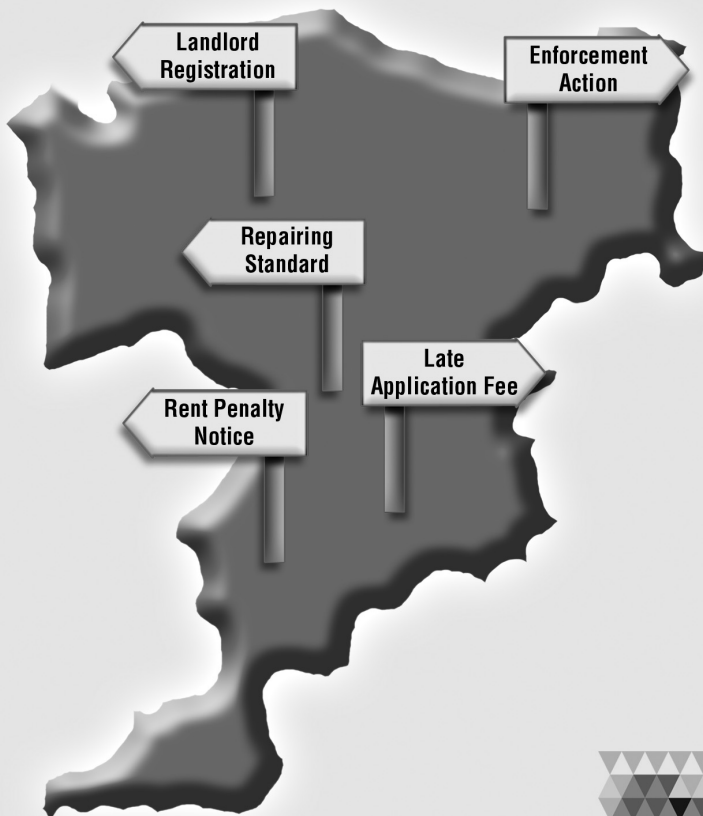 Landlord
Registration
Enforcement
Action
Repairing
Standard
Late
Application Fee
Rent Penalty
Notice